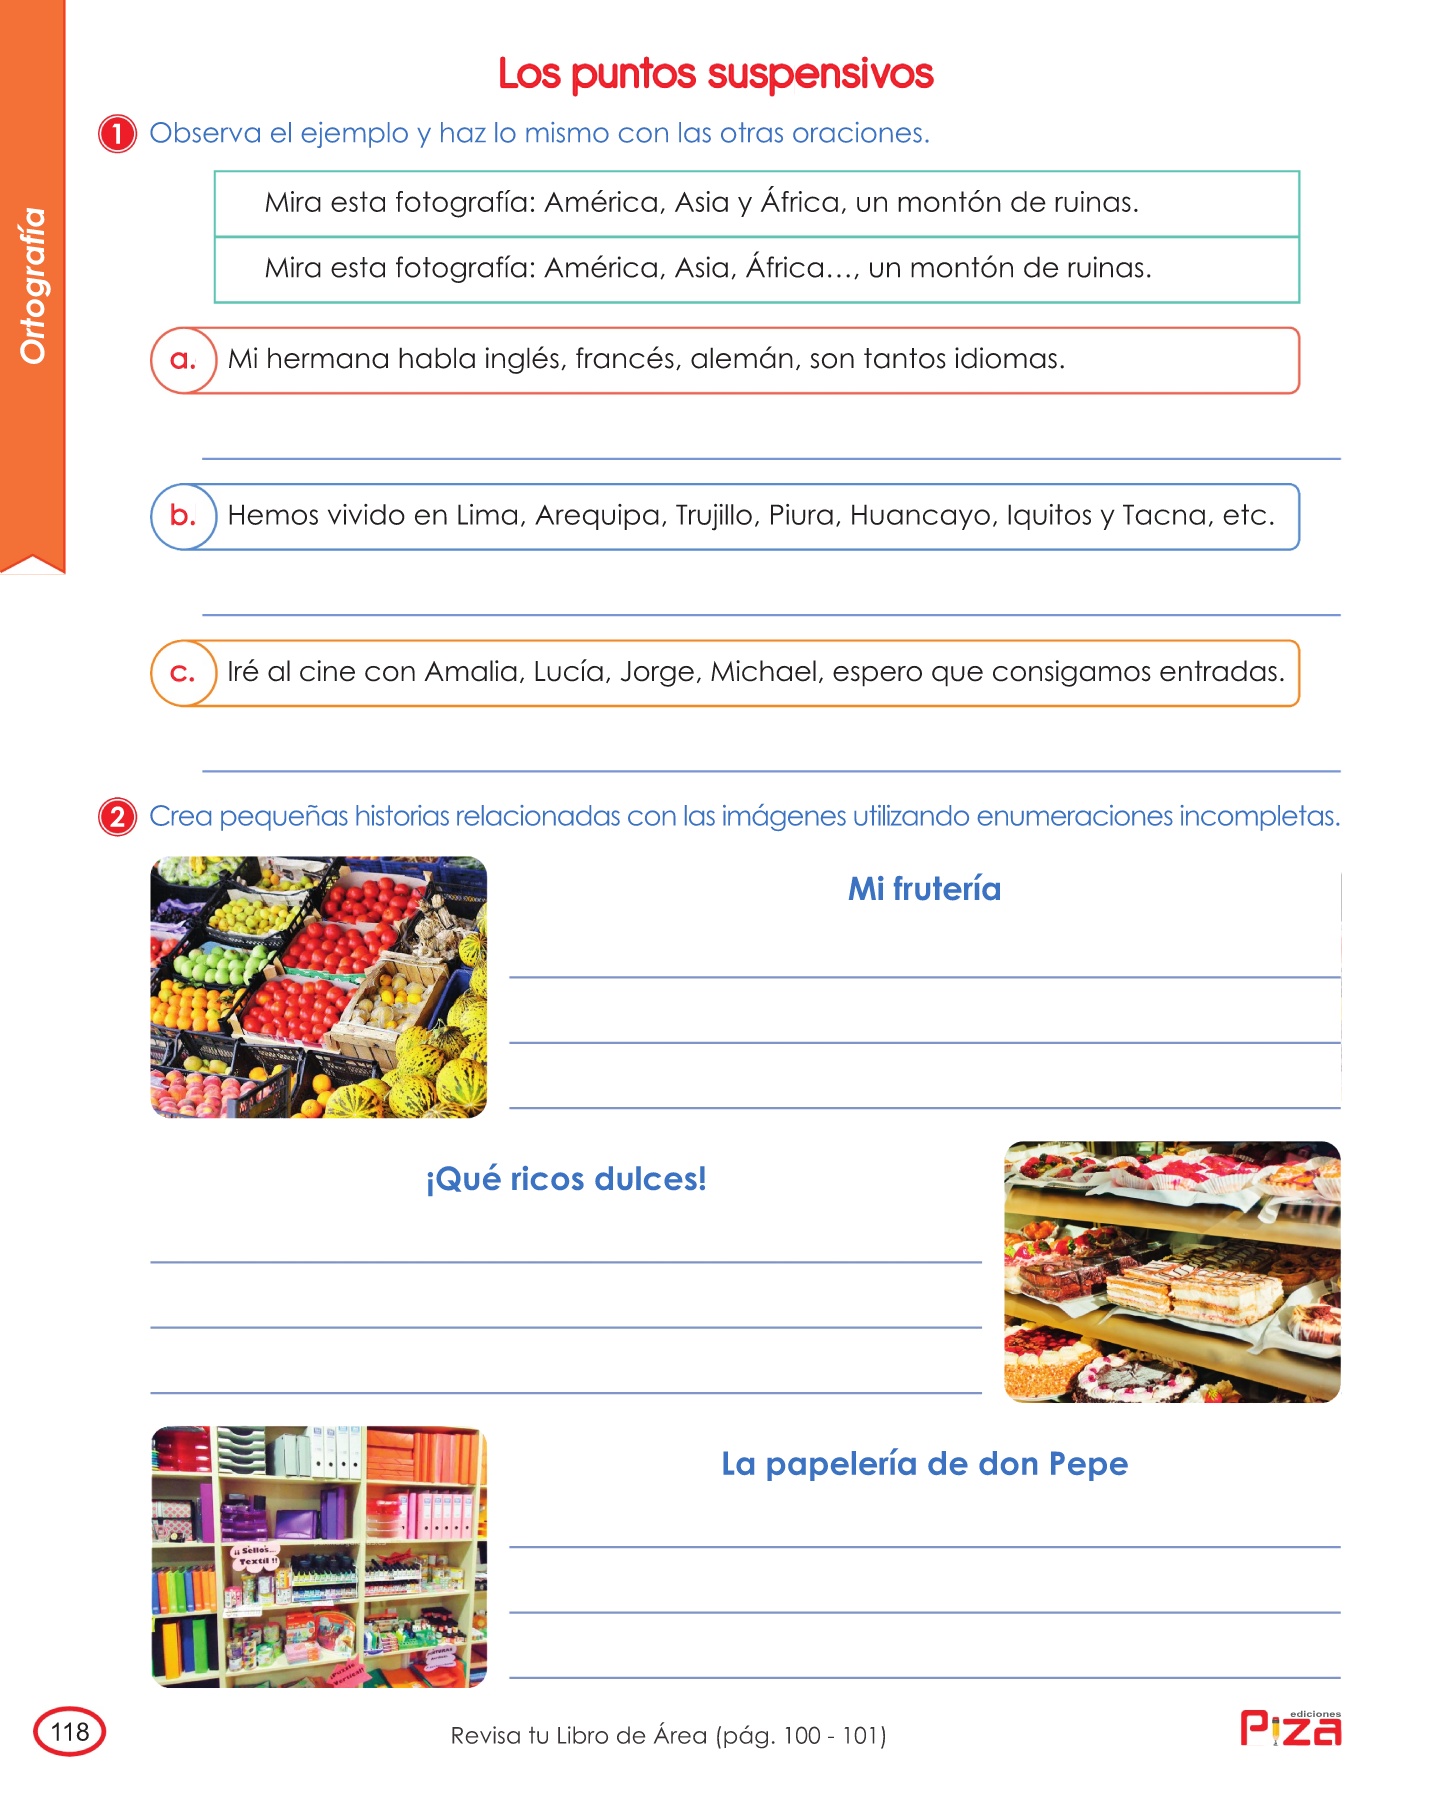 Ortografía
Los puntos suspensivos
1 Observa el ejemplo y haz lo mismo con las otras oraciones.
Mira esta fotografía: América, Asia y África, un montón de ruinas.
Mira esta fotografía: América, Asia, África..., un montón de ruinas.
a. Mi hermana habla inglés, francés, alemán, son tantos idiomas.
b. Hemos vivido en Lima, Arequipa, Trujillo, Piura, Huancayo, Iquitos y Tacna, etc.
c. Iré al cine con Amalia, Lucía, Jorge, Michael, espero que consigamos entradas.
2 Crea pequeñas historias relacionadas con las imágenes utilizando enumeraciones incompletas.
Mi frutería
¡Qué ricos dulces!
La papelería de don Pepe
¡¡ Sellos...
Textil !!
118
Revisa tu Libro de Área (pág. 100 - 101)
ediciones
Piza